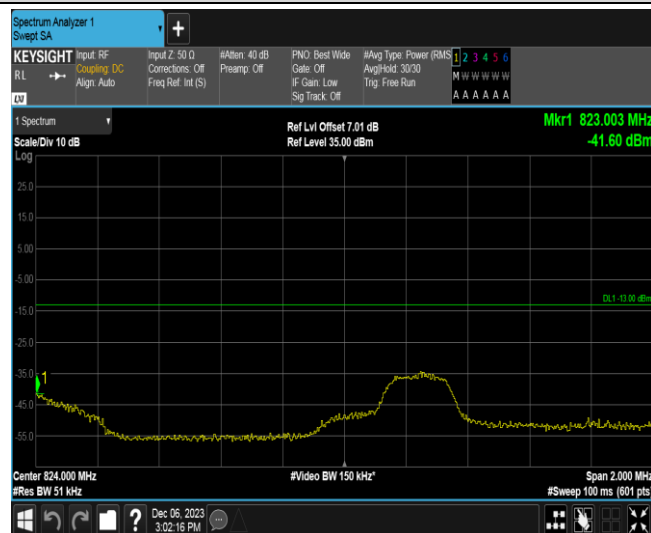 Spectrum Analyzer 1
Swept SA
+
KEYSIGHT
RL
LXI
Input: RF
Coupling: DC
Align: Auto
Input Z: 50 Ω
Corrections: Off
Freq Ref: Int (S)
#Atten: 40 dB
Preamp: Off
PNO: Best Wide
Gate: Off
IF Gain: Low
Sig Track: Off
#Avg Type: Power (RMS
Avg|Hold: 30/30
Trig: Free Run
1 2 3 4 5 6
M W W W W W
A A A A A A
1 Spectrum
Scale/Div 10 dB
Log
Ref Lvl Offset 7.01 dB
Ref Level 35.00 dBm
Mkr1 823.003 MHz
-41.60 dBm
25.0
15.0
5.00
-5.00
DL1 -13.00 dBm
-15.0
-25.0
-35.0
1
-45.0
-55.0
Center 824.000 MHz
#Res BW 51 kHz
#Video BW 150 kHz*
Span 2.000 MHz
#Sweep 100 ms (601 pts)
?
Dec 06, 2023
3:02:16 PM